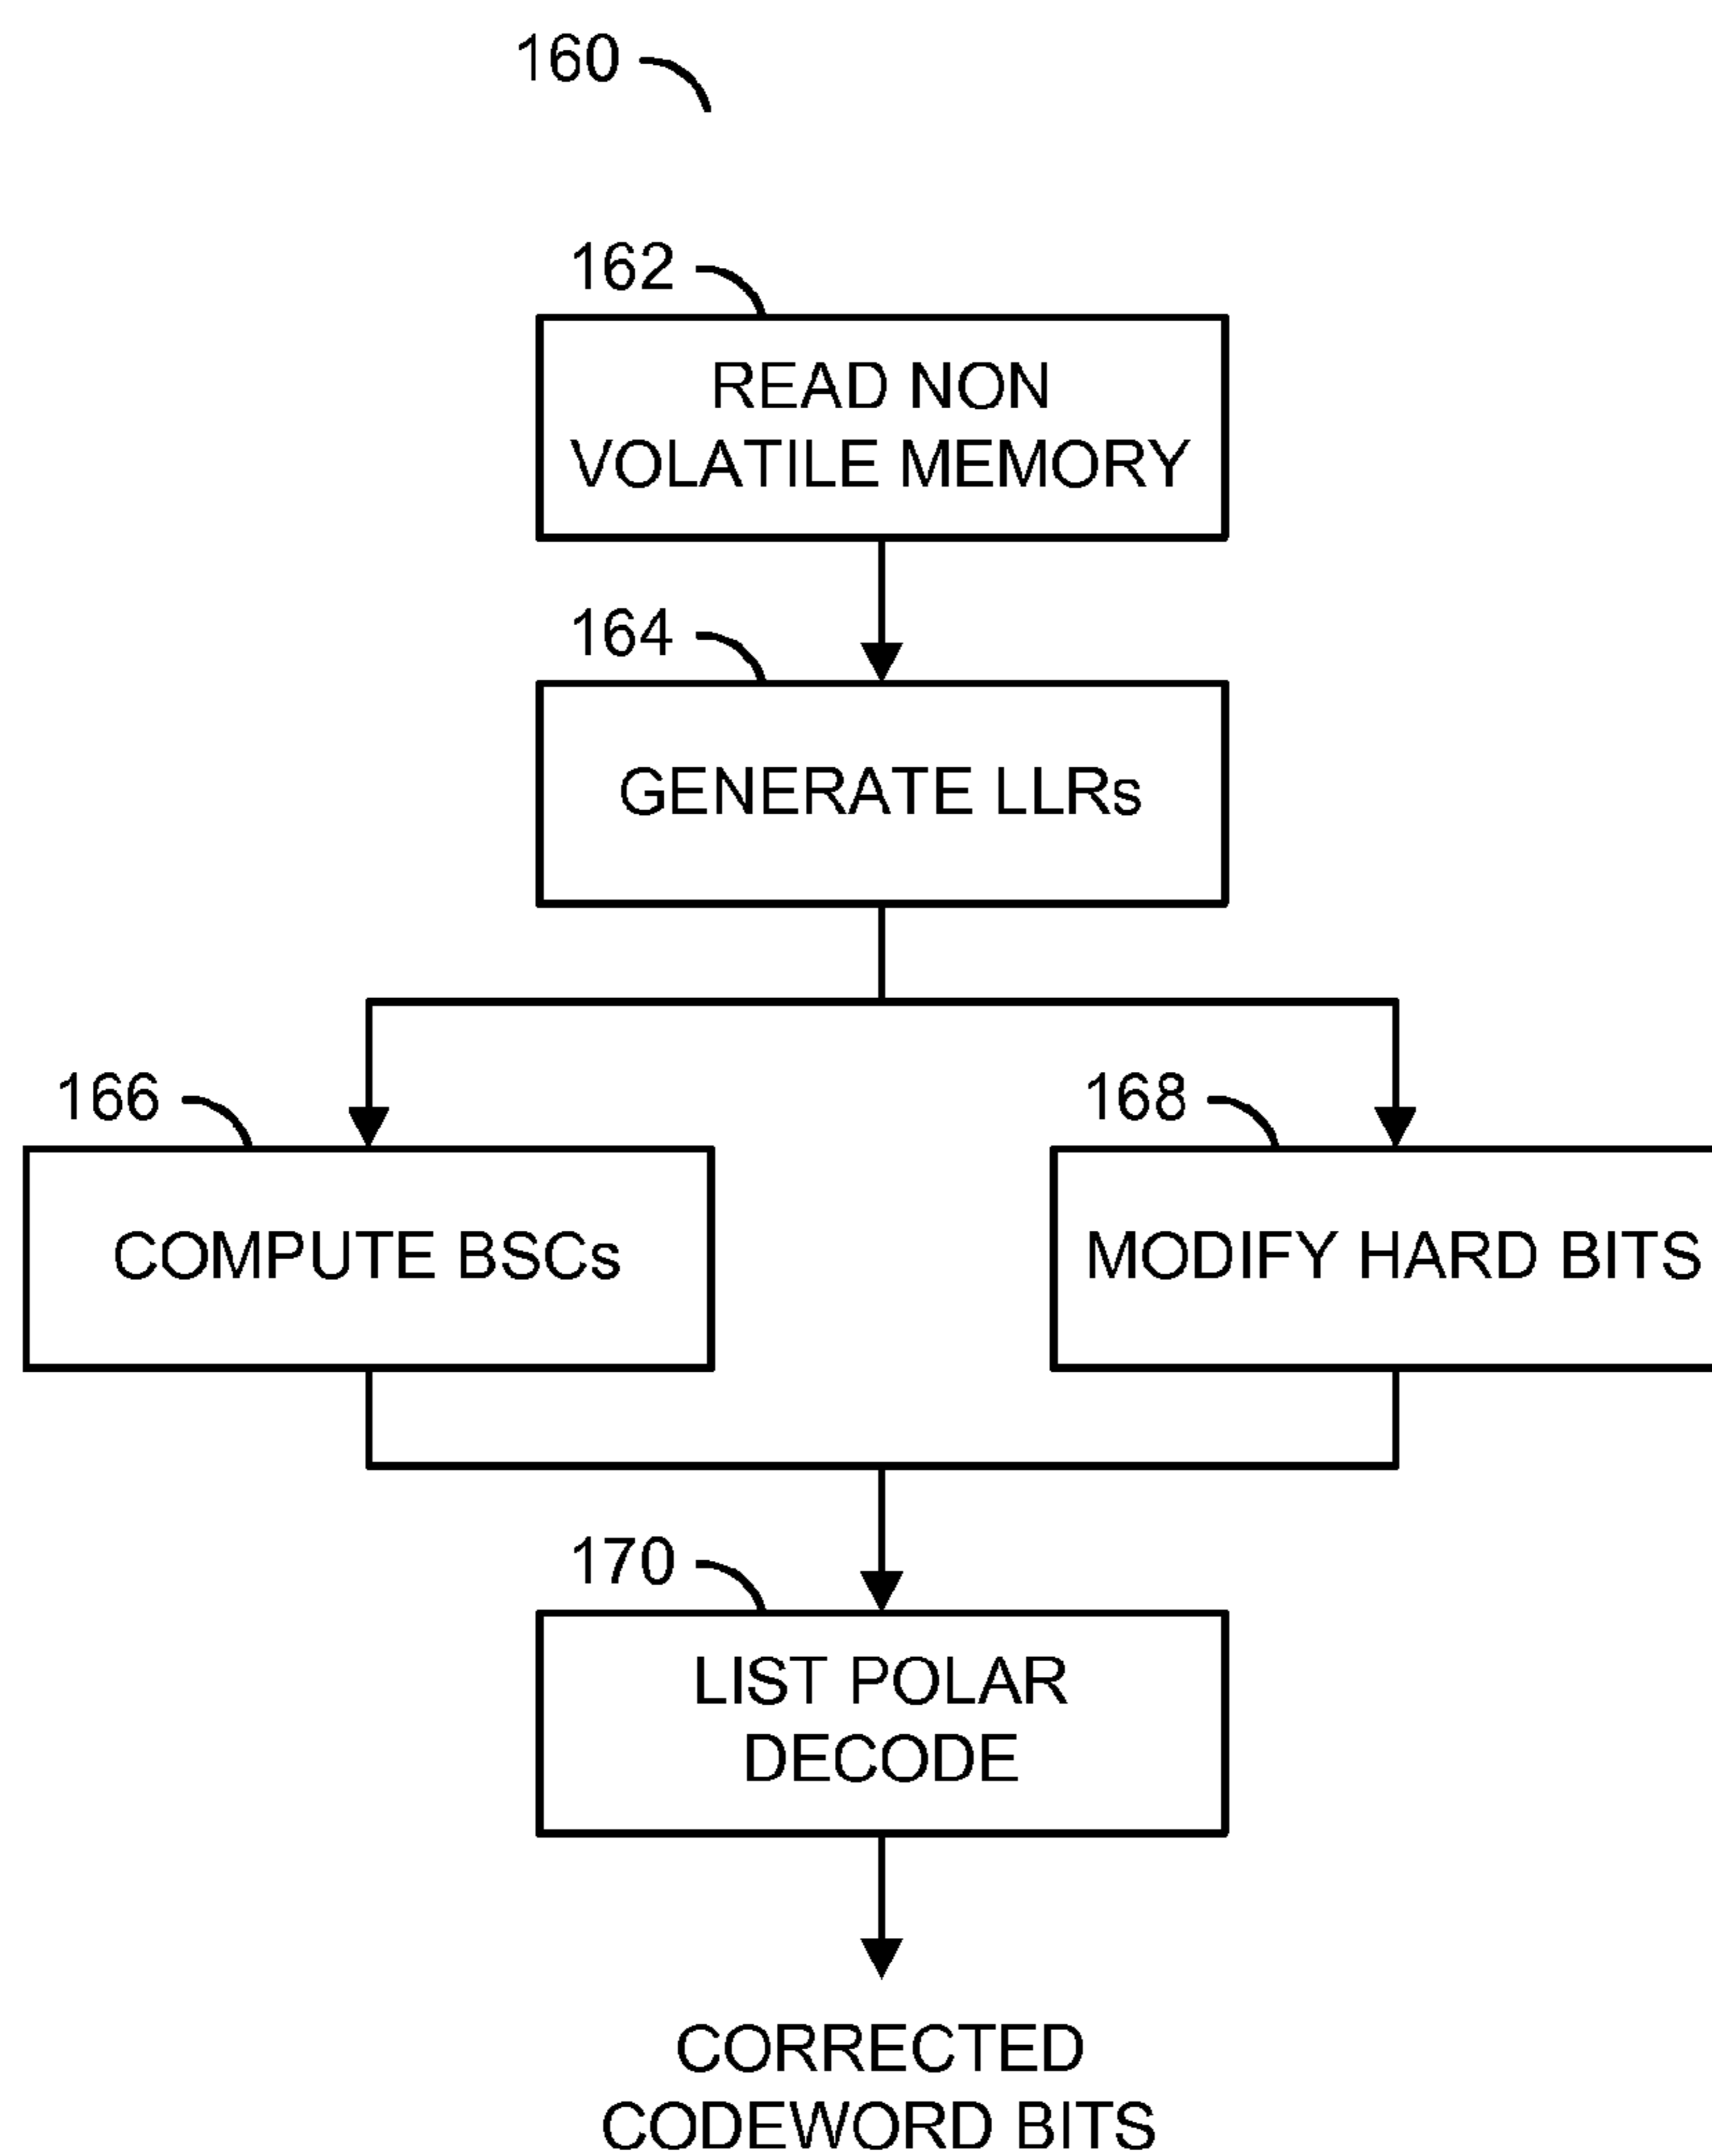 160
162
READ NON
VOLATILE MEMORY
164
GENERATE LLRs
166
168
COMPUTE BSCs
MODIFY HARD BITS
170
LIST POLAR
DECODE
CORRECTED
CODEWORD BITS